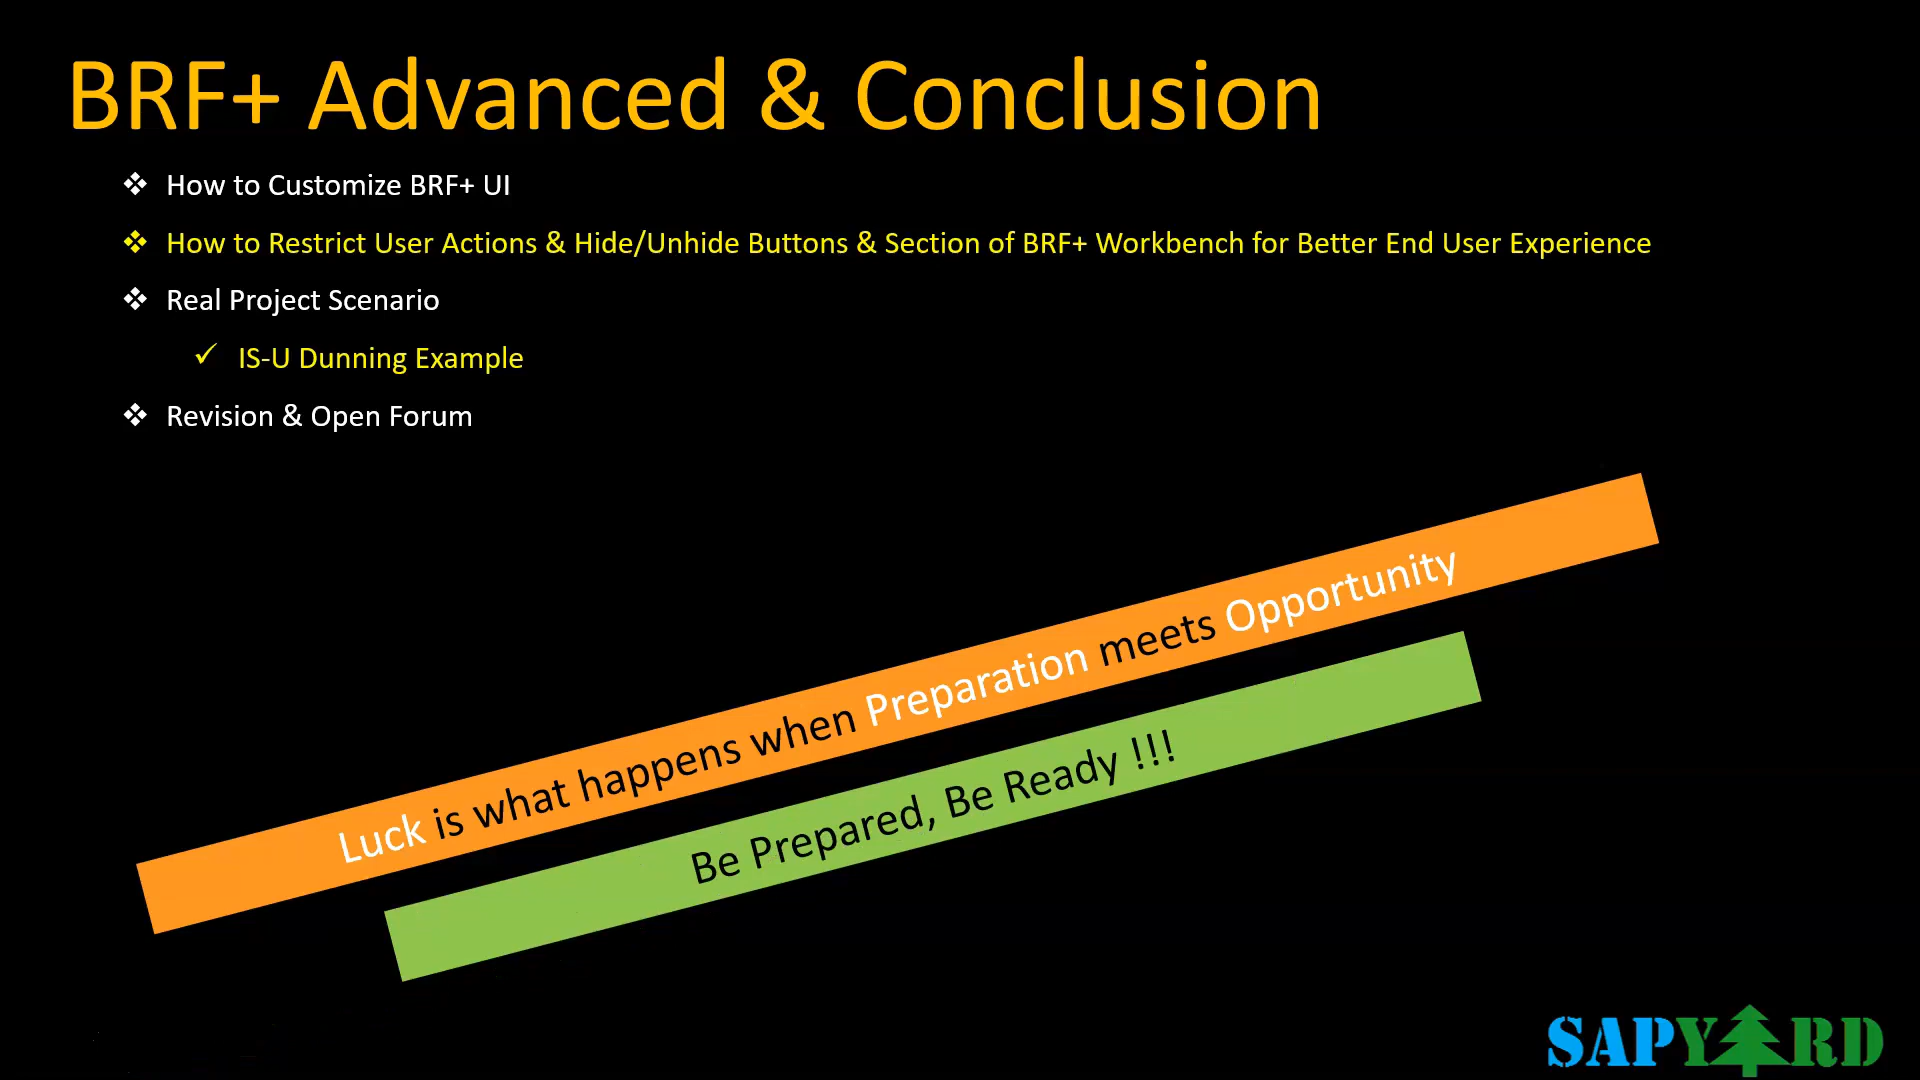 BRF+ Advanced & Conclusion
❖ How to Customize BRF+ UI
❖ How to Restrict User Actions & Hide/Unhide Buttons & Section of BRF+ Workbench for Better End User Experience
❖ Real Project Scenario
✓ IS-U Dunning Example
❖ Revision & Open Forum
Luck is what happens when Preparation meets Opportunity
Be Prepared, Be Ready !!!
SAPYARD